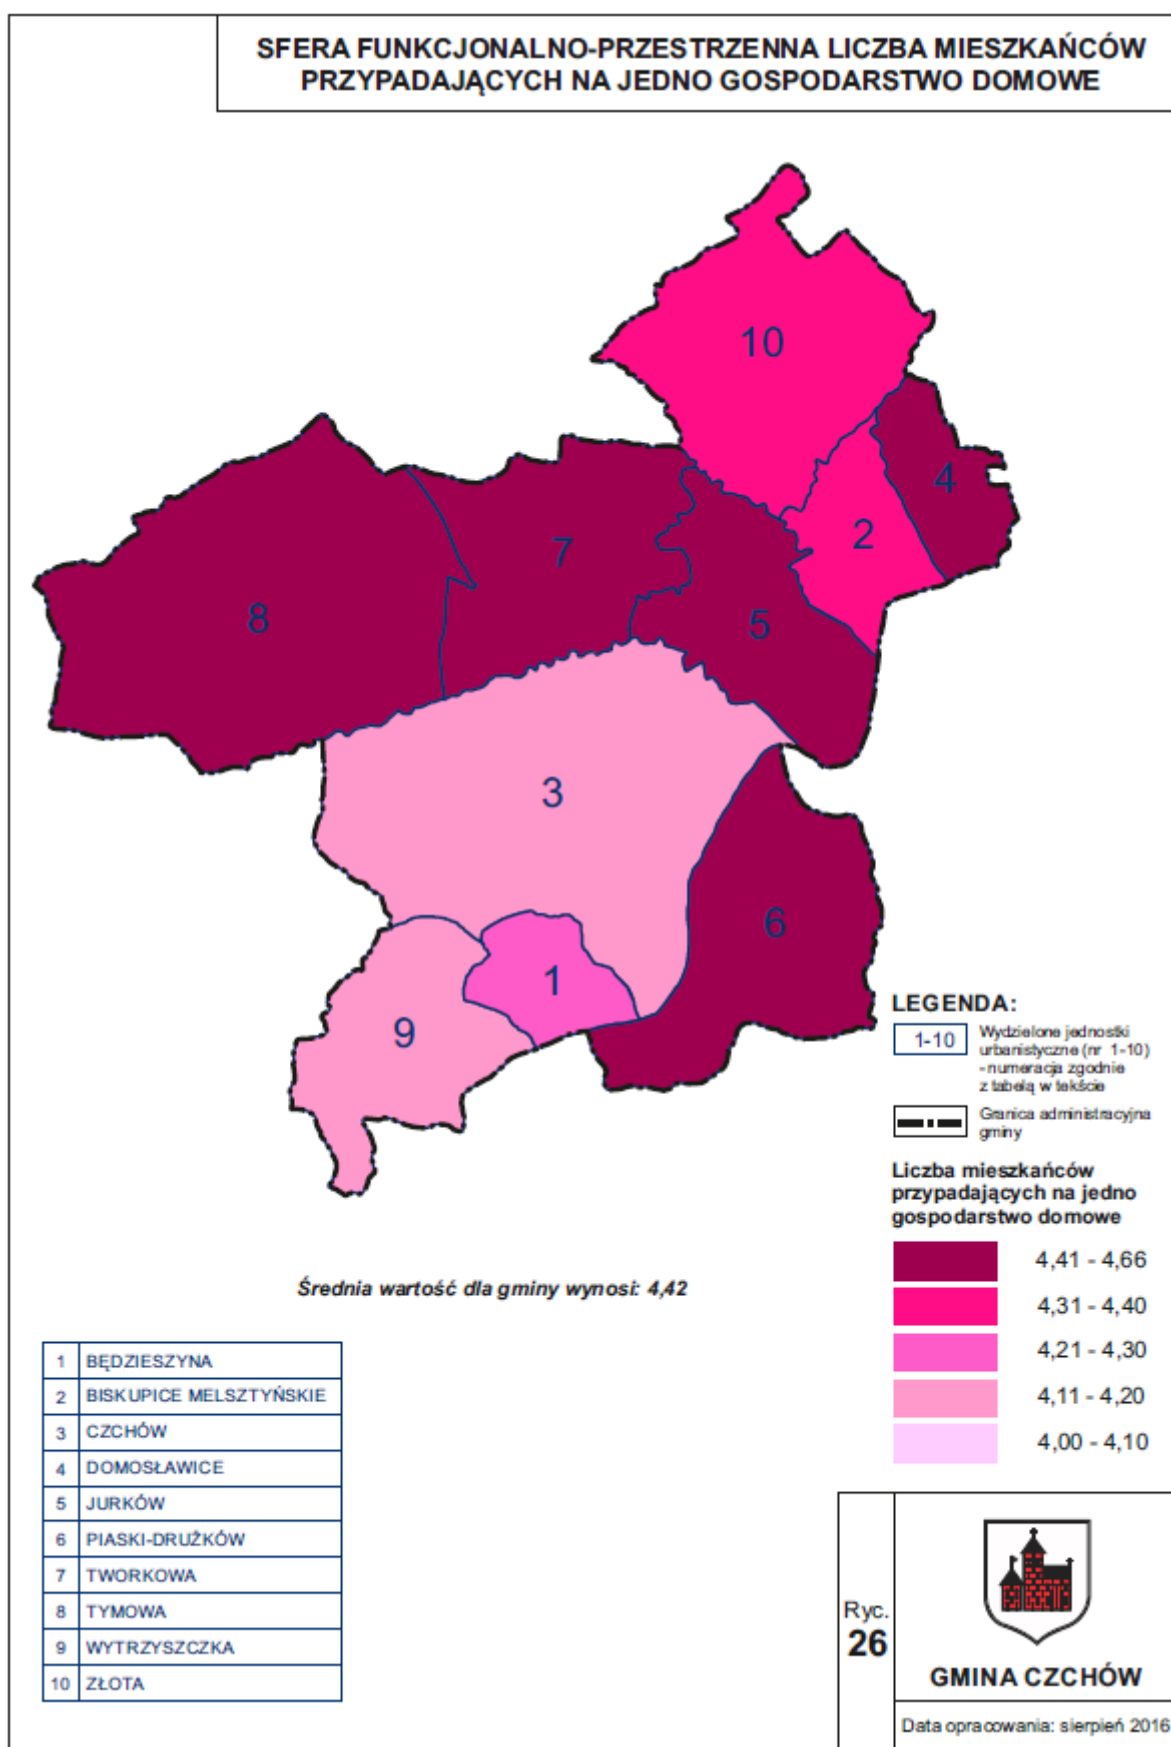 SFERA FUNKCJONALNO-PRZESTRZENNA LICZBA MIESZKAŃCÓW
PRZYPADAJĄCYCH NA JEDNO GOSPODARSTWO DOMOWE
10
4
2
7
5
8
3
6
1
9
LEGENDA:
1-10
Wydzielone jednostki
urbanistyczne (nr 1-10)
-numeracja zgodnie
z tabelą w tekście
Granica administracyjna
gminy
Liczba mieszkańców
przypadających na jedno
gospodarstwo domowe
4,41 - 4,66
4,31 - 4,40
4,21 - 4,30
4,11 - 4,20
4,00 - 4,10
Średnia wartość dla gminy wynosi: 4,42
1 BĘDZIESZYNA
2 BISKUPICE MELSZTYŃSKIE
3 CZCHÓW
4 DOMOSŁAWICE
5 JURKÓW
6 PIASKI-DRUŻKÓW
7 TWORKOWA
8 TYMOWA
9 WYTRZYSZCZKA
10 ZŁOTA
Ryc.
26
GMINA CZCHÓW
Data opracowania: sierpień 2016